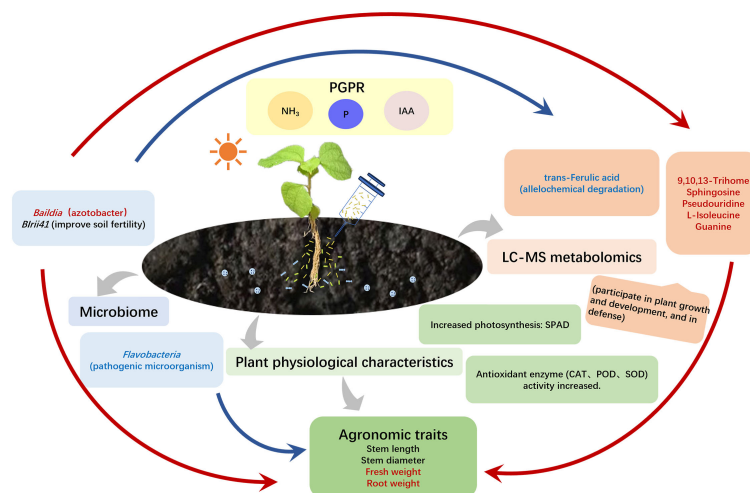 PGPR
NH3
P
IAA
trans-Ferulic acid
(allelochemical degradation)
9,10,13-Trihome
Sphingosine
Pseudouridine
L-Isoleucine
Guanine
Baildia（azotobacter)
Blrii41 (improve soil fertility)
LC-MS metabolomics
Microbiome
(participate in plant growth
and development, and in
defense)
Increased photosynthesis: SPAD
Flavobacteria
(pathogenic microorganism)
Plant physiological characteristics
Antioxidant enzyme (CAT、POD、SOD)
activity increased.
Agronomic traits
Stem length
Stem diameter
Fresh weight
Root weight